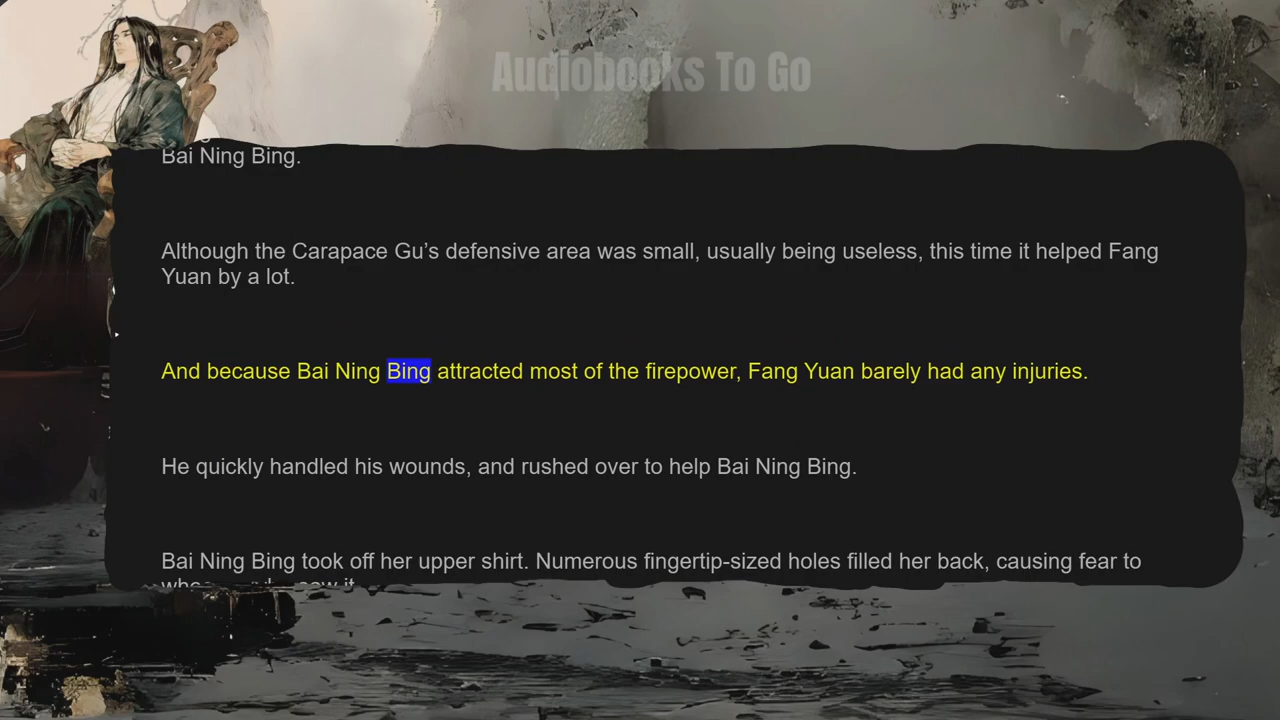 Audiobooks To Go
Bai Ning Bing.
Although the Carapace Gu’s defensive area was small, usually being useless, this time it helped Fang
Yuan by a lot.
And because Bai Ning Bing attracted most of the firepower, Fang Yuan barely had any injuries.
He quickly handled his wounds, and rushed over to help Bai Ning Bing.
Bai Ning Bing took off her upper shirt. Numerous fingertip-sized holes filled her back, causing fear to
saw it.